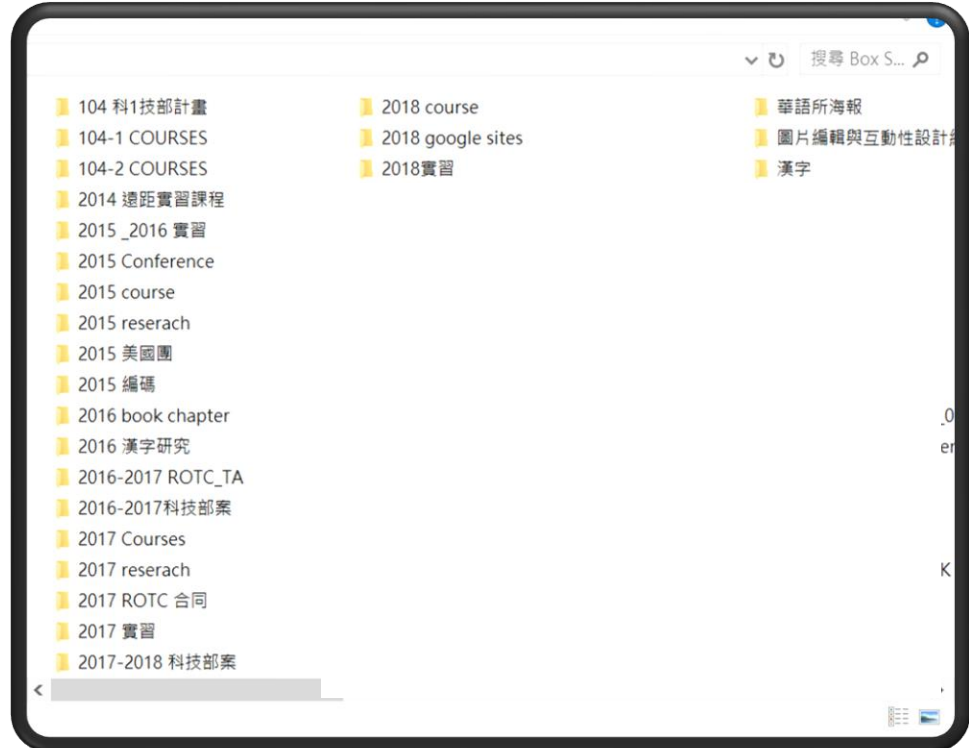 搜尋 Box S...
104 科1技部計畫
104-1 COURSES
104-2 COURSES
2014 遠距實習課程
2015 _2016 實習
2015 Conference
2015 course
2015 reserach
2015 美國團
2015 編碼
2016 book chapter
2016 漢字研究
2016-2017 ROTC_TA
2016-2017科技部案
2017 Courses
2017 reserach
2017 ROTC 合同
2017 實習
2017-2018 科技部案
2018 course
2018 google sites
2018實習
華語所海報
圖片編輯與互動性設計
漢字
_0
er
K